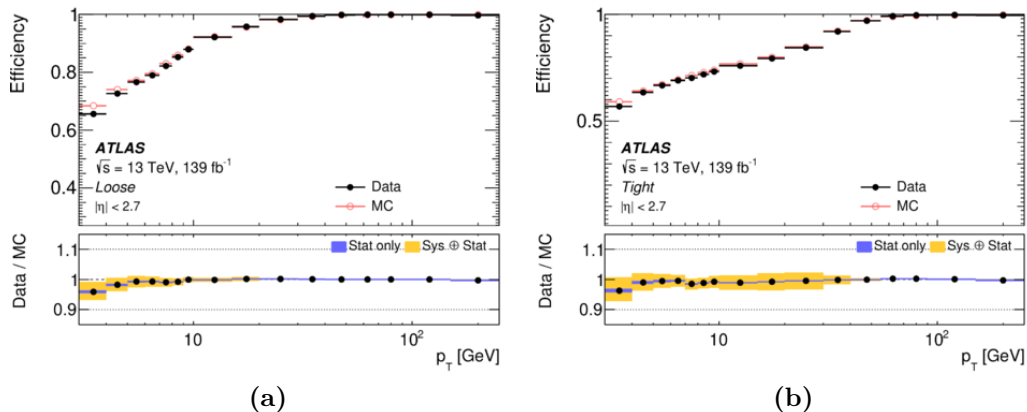 Efficiency
1
0.8
0.6
0.4
ATLAS
√s = 13 TeV, 139 fb⁻¹
Loose
|η| < 2.7
Data
MC
Data / MC
1.1
1
0.9
Stat only
Sys ⊕ Stat
10
10²
p_T [GeV]
(a)
Efficiency
1
0.5
ATLAS
√s = 13 TeV, 139 fb⁻¹
Tight
|η| < 2.7
Data
MC
Data / MC
1.1
1
0.9
Stat only
Sys ⊕ Stat
10
10²
p_T [GeV]
(b)